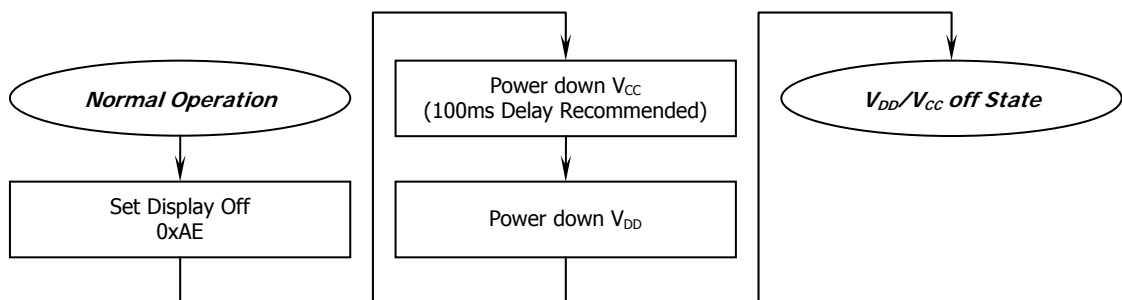 Normal Operation
Set Display Off
0xAE
Power down VCC
(100ms Delay Recommended)
Power down VDD
VDD/VCC off State